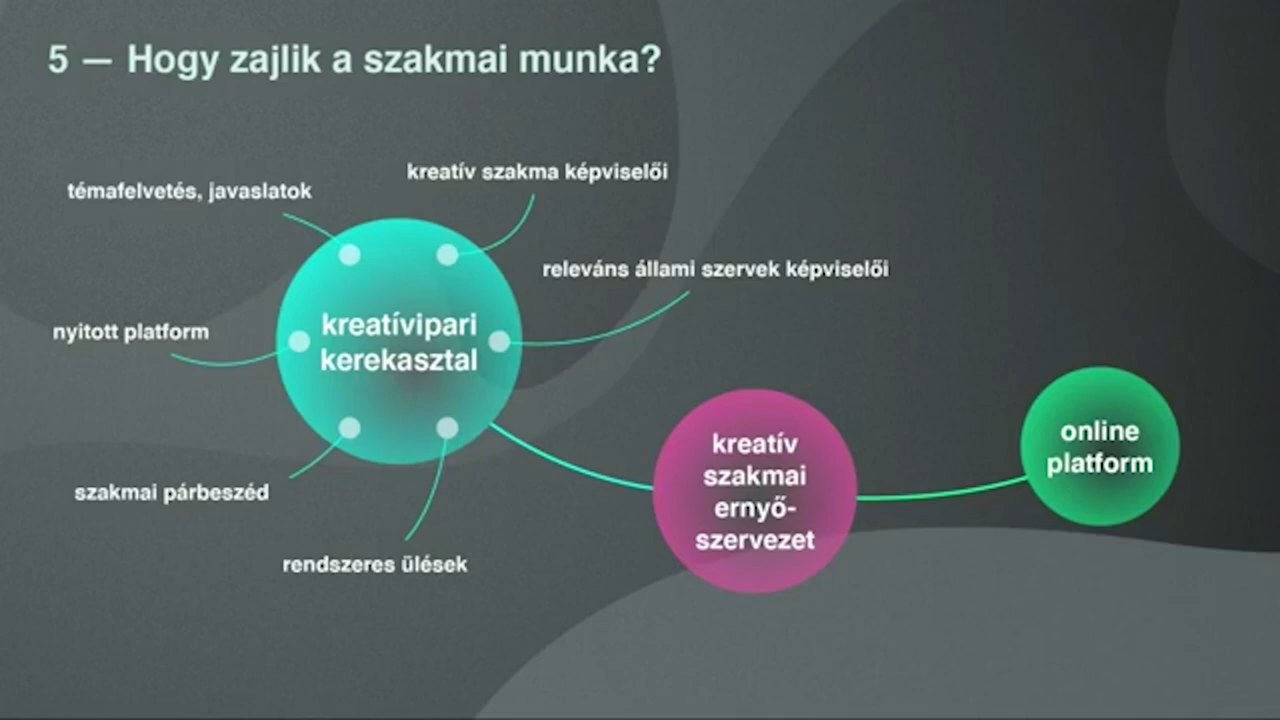 5 — Hogy zajlik a szakmai munka?
kreatív szakma képviselői
témafelvetés, javaslatok
releváns állami szervek képviselői
nyitott platform
kreatívipari
kerekasztal
szakmai párbeszéd
rendszeres ülések
kreatív
szakmai
ernyő-
szervezet
online
platform